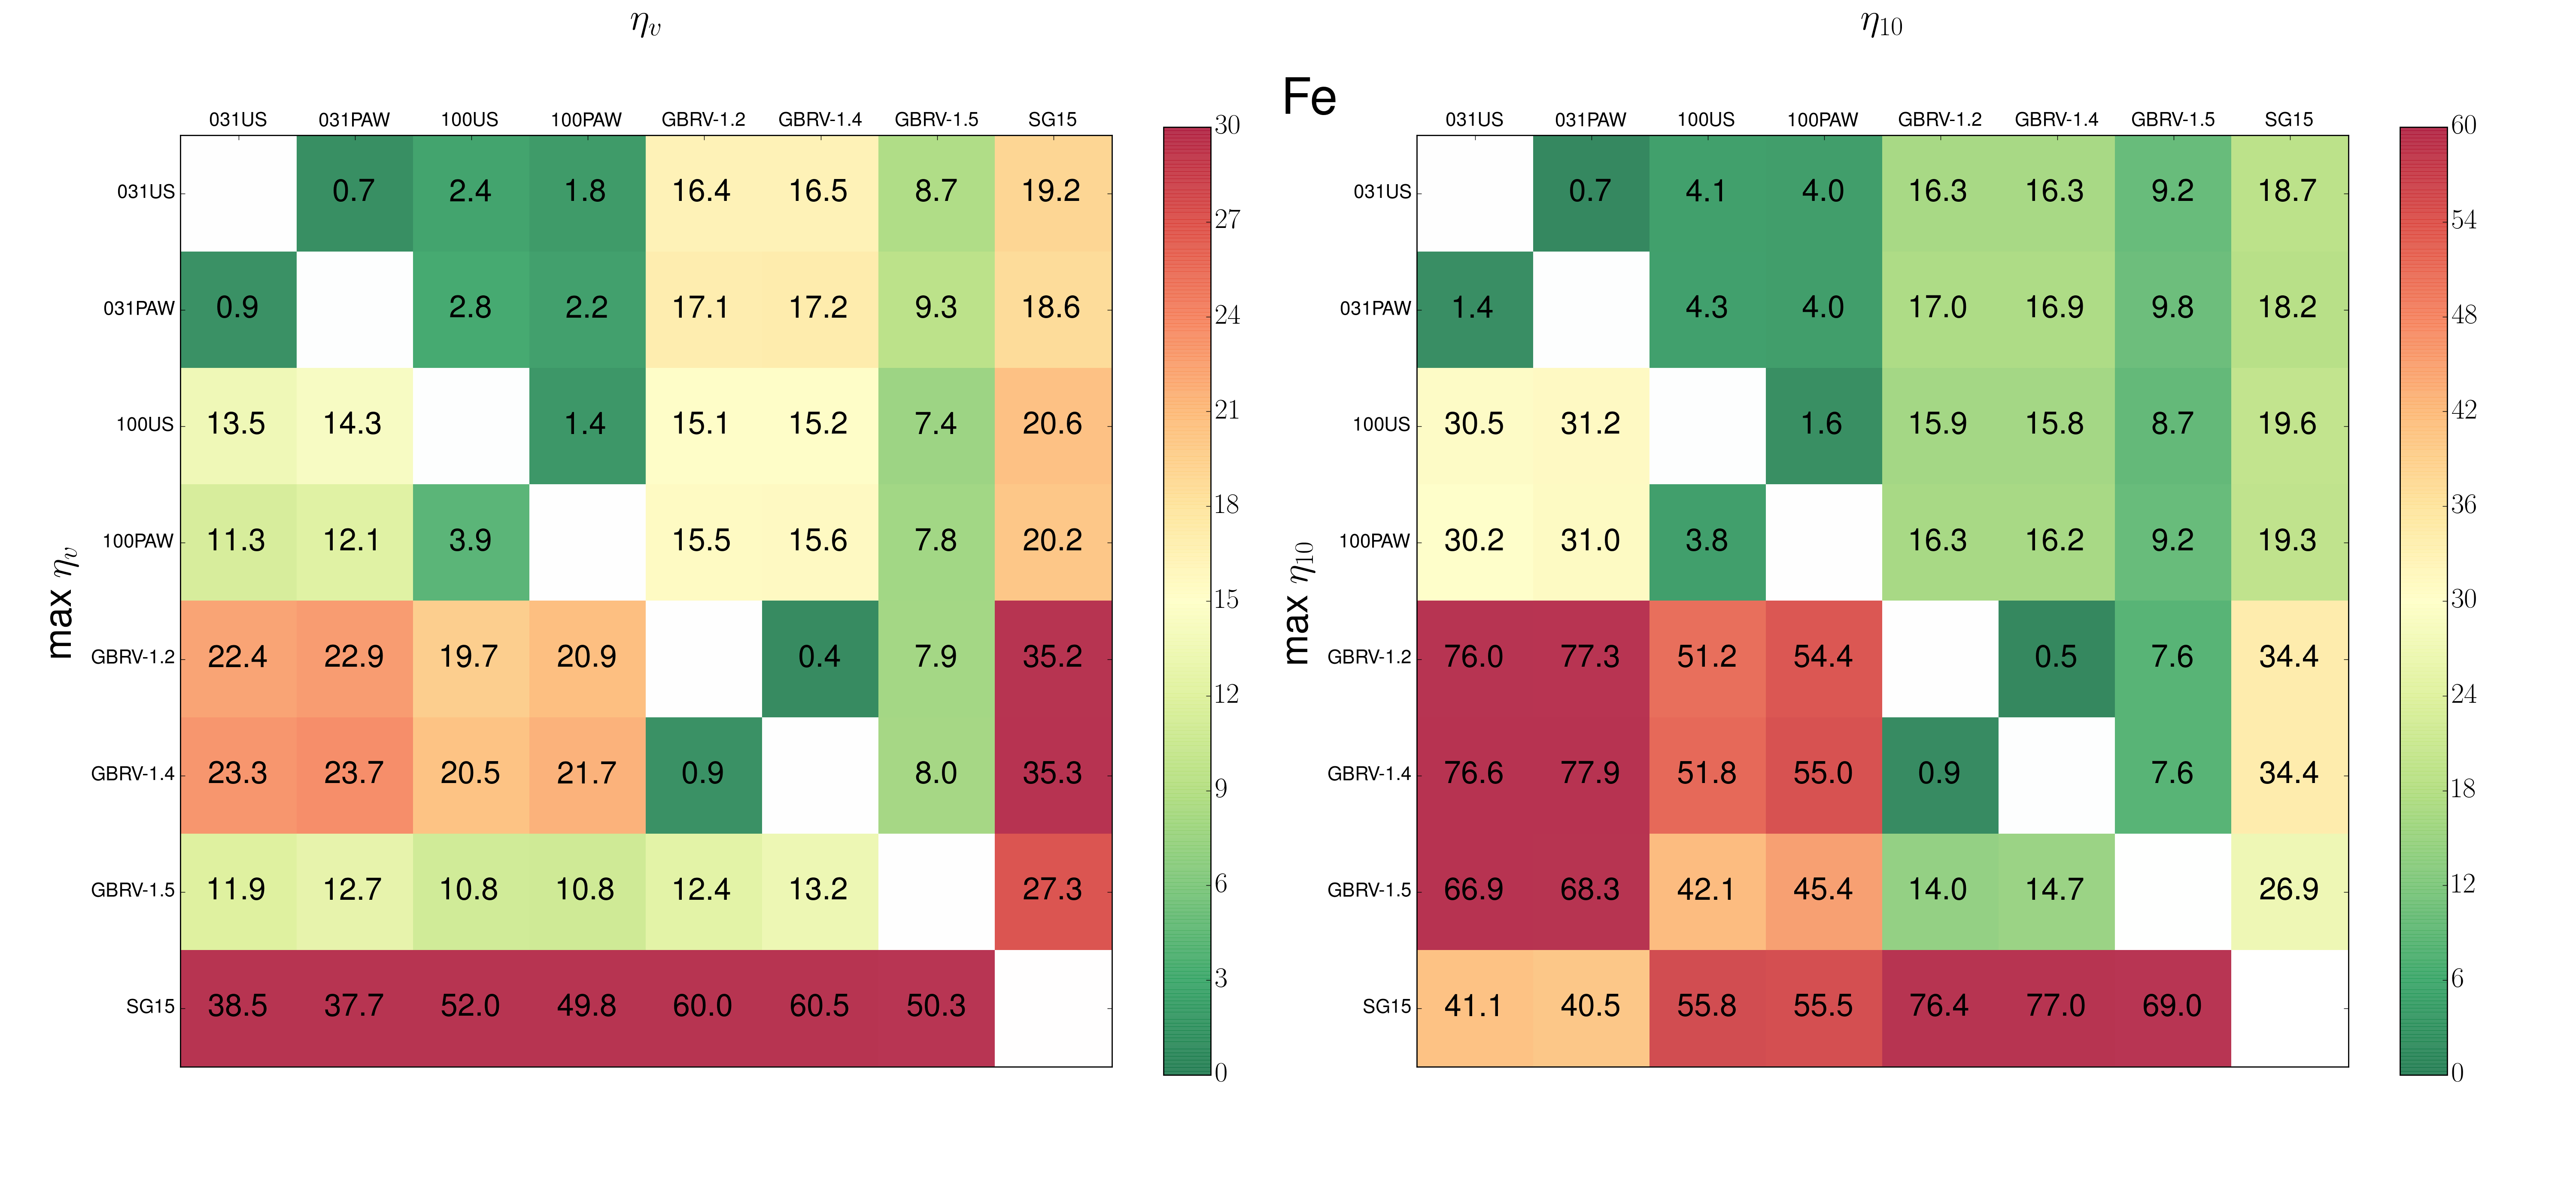 η_v
η_10
Fe
031US 031PAW 100US 100PAW GBRV-1.2 GBRV-1.4 GBRV-1.5 SG15
031US 0.7 2.4 1.8 16.4 16.5 8.7 19.2
031PAW 0.9 2.8 2.2 17.1 17.2 9.3 18.6
100US 13.5 14.3 1.4 15.1 15.2 7.4 20.6
100PAW 11.3 12.1 3.9 15.5 15.6 7.8 20.2
GBRV-1.2 22.4 22.9 19.7 20.9 0.4 7.9 35.2
GBRV-1.4 23.3 23.7 20.5 21.7 0.9 8.0 35.3
GBRV-1.5 11.9 12.7 10.8 10.8 12.4 13.2 27.3
SG15 38.5 37.7 52.0 49.8 60.0 60.5 50.3
max η_v
30
27
24
21
18
15
12
9
6
3
0
031US 031PAW 100US 100PAW GBRV-1.2 GBRV-1.4 GBRV-1.5 SG15
031US 0.7 4.1 4.0 16.3 16.3 9.2 18.7
031PAW 1.4 4.3 4.0 17.0 16.9 9.8 18.2
100US 30.5 31.2 1.6 15.9 15.8 8.7 19.6
100PAW 30.2 31.0 3.8 16.3 16.2 9.2 19.3
GBRV-1.2 76.0 77.3 51.2 54.4 0.5 7.6 34.4
GBRV-1.4 76.6 77.9 51.8 55.0 0.9 7.6 34.4
GBRV-1.5 66.9 68.3 42.1 45.4 14.0 14.7 26.9
SG15 41.1 40.5 55.8 55.5 76.4 77.0 69.0
max η_10
60
54
48
42
36
30
24
18
12
6
0